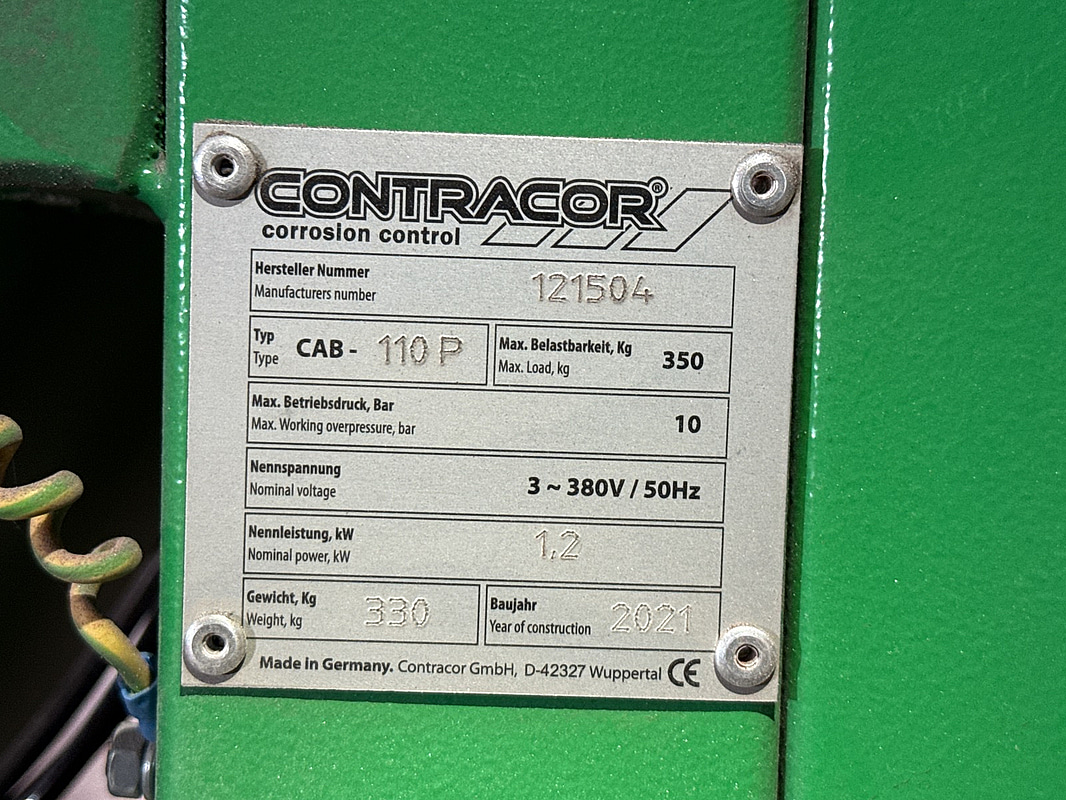 CONTRACOR®
corrosion control
Hersteller Nummer
Manufacturers number
121504
Typ
Type
CAB - 110 P
Max. Belastbarkeit, Kg
Max. Load, kg
350
Max. Betriebsdruck, Bar
Max. Working overpressure, bar
10
Nennspannung
Nominal voltage
3 ~ 380V / 50Hz
Nennleistung, kW
Nominal power, kW
1,2
Gewicht, Kg
Weight, kg
330
Baujahr
Year of construction
2021
Made in Germany. Contracor GmbH, D-42327 Wuppertal CE